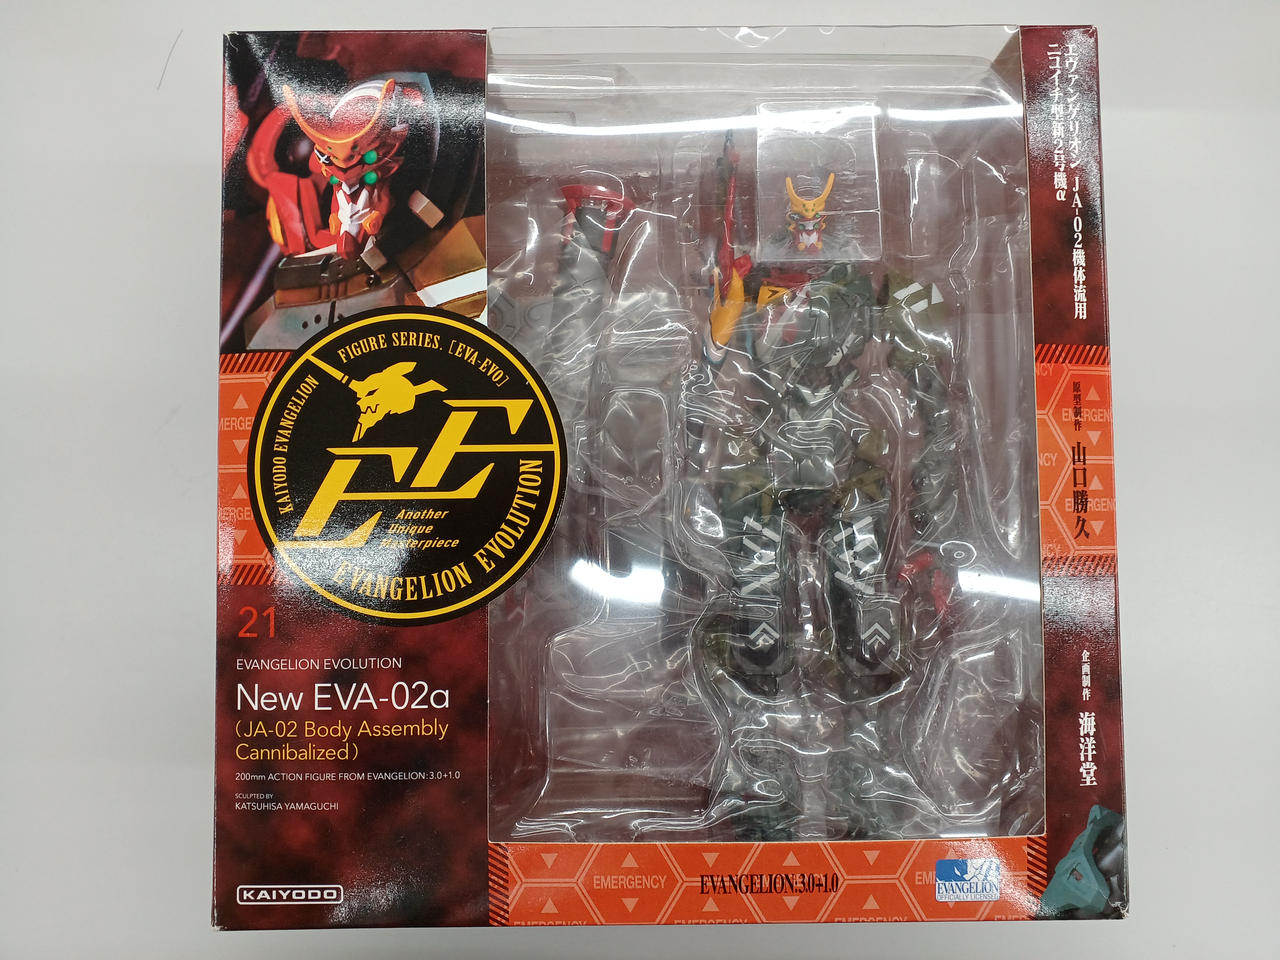 FIGURE SERIES. [EVA-EVO]
KAIYODO EVANGELION
Another
Unique
Masterpiece
EVANGELION EVOLUTION
21
EVANGELION EVOLUTION
New EVA-02α
(JA-02 Body Assembly
Cannibalized)
200mm ACTION FIGURE FROM EVANGELION:3.0+1.0
SCULPTED BY
KATSUHISA YAMAGUCHI
KAIYODO
エヴァンゲリオン JA-02機体流用
ニコイチ型新2号機α
原型制作 山口勝久
企画制作 海洋堂
EMERGENCY
EVANGELION:3.0+1.0
EVANGELION
OFFICIALLY LICENSED